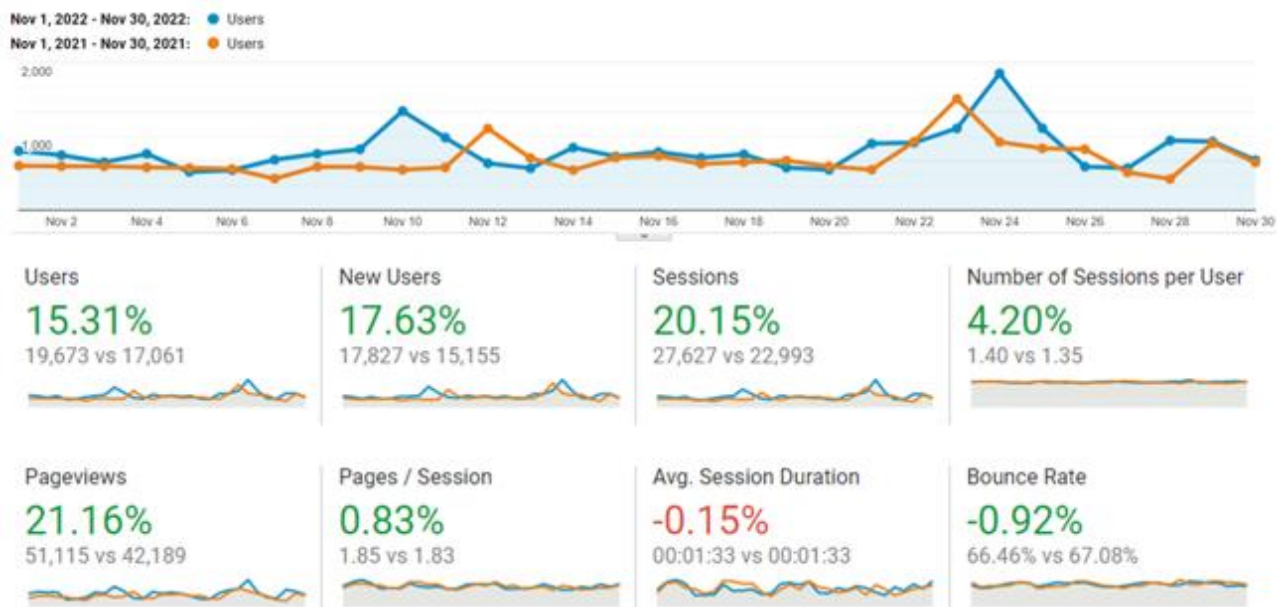 Nov 1, 2022 - Nov 30, 2022: Users
Nov 1, 2021 - Nov 30, 2021: Users
2,000
1,000
Nov 2 Nov 4 Nov 6 Nov 8 Nov 10 Nov 12 Nov 14 Nov 16 Nov 18 Nov 20 Nov 22 Nov 24 Nov 26 Nov 28 Nov 30
Users
15.31%
19,673 vs 17,061
New Users
17.63%
17,827 vs 15,155
Sessions
20.15%
27,627 vs 22,993
Number of Sessions per User
4.20%
1.40 vs 1.35
Pageviews
21.16%
51,115 vs 42,189
Pages / Session
0.83%
1.85 vs 1.83
Avg. Session Duration
-0.15%
00:01:33 vs 00:01:33
Bounce Rate
-0.92%
66.46% vs 67.08%